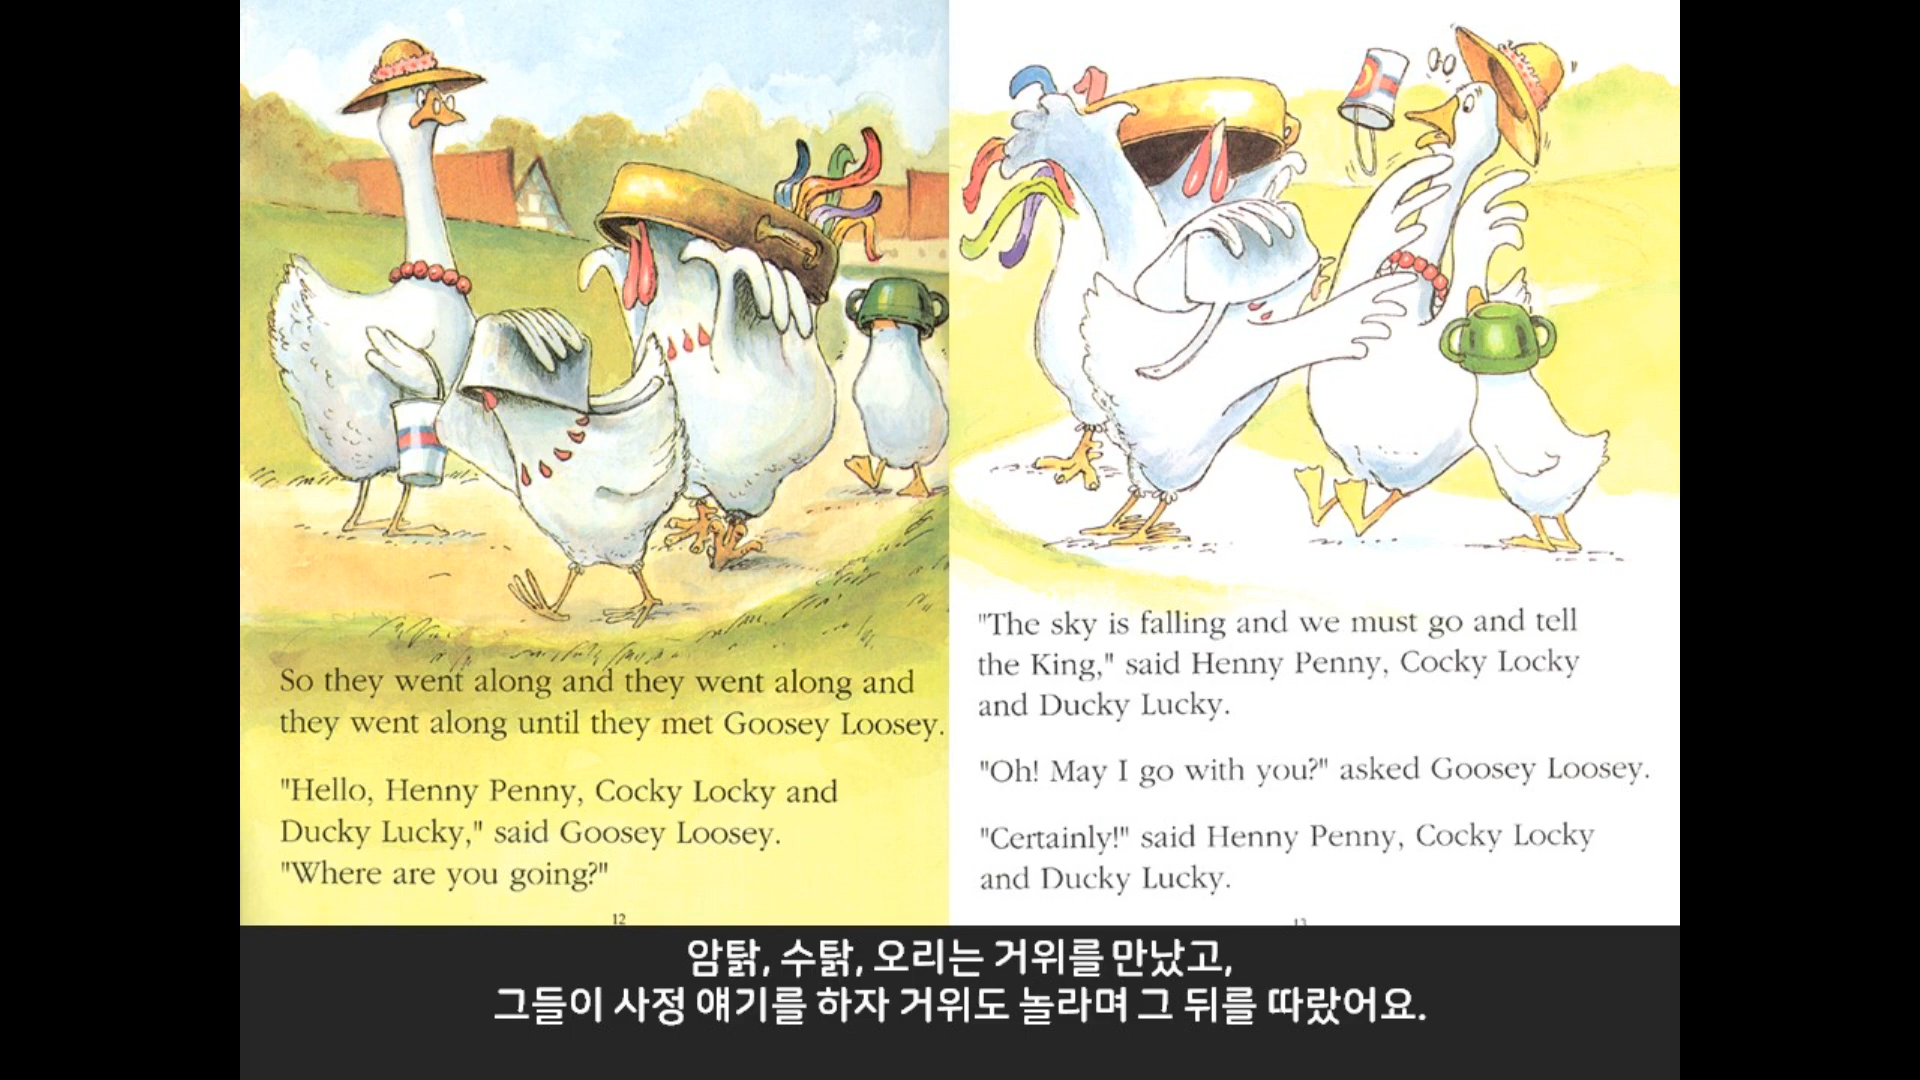 So they went along and they went along and
they went along until they met Goosey Loosey.
"Hello, Henny Penny, Cocky Locky and
Ducky Lucky," said Goosey Loosey.
"Where are you going?"
12
"The sky is falling and we must go and tell
the King," said Henny Penny, Cocky Locky
and Ducky Lucky.
"Oh! May I go with you?" asked Goosey Loosey.
"Certainly!" said Henny Penny, Cocky Locky
and Ducky Lucky.
13
암탉, 수탉, 오리는 거위를 만났고,
그들이 사정 얘기를 하자 거위도 놀라며 그 뒤를 따랐어요.